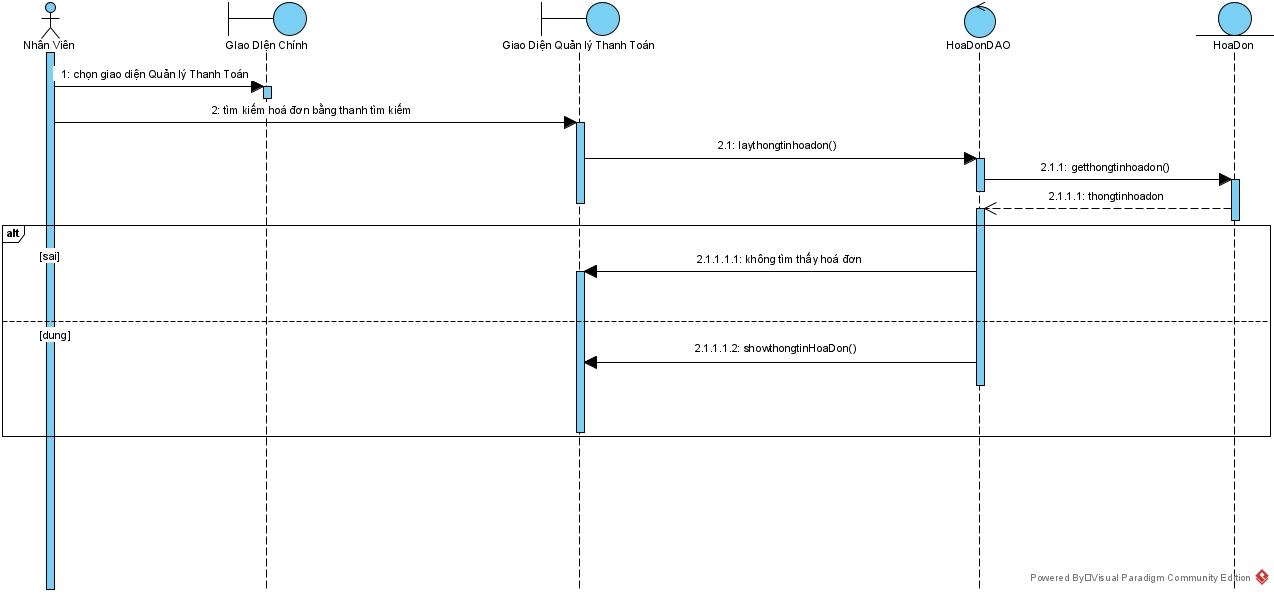 Nhân Viên
GIao DIện Chính
Giao Diện Quản lý Thanh Toán
HoaDonDAO
HoaDon
1: chọn giao diện Quản lý Thanh Toán
2: tìm kiếm hoá đơn bằng thanh tìm kiếm
2.1: laythongtinhoadon()
2.1.1: getthongtinhoadon()
2.1.1.1: thongtinhoadon
alt
[sai]
2.1.1.1.1: không tìm thấy hoá đơn
[dung]
2.1.1.1.2: showthongtinHoaDon()
Powered By□Visual Paradigm Community Edition